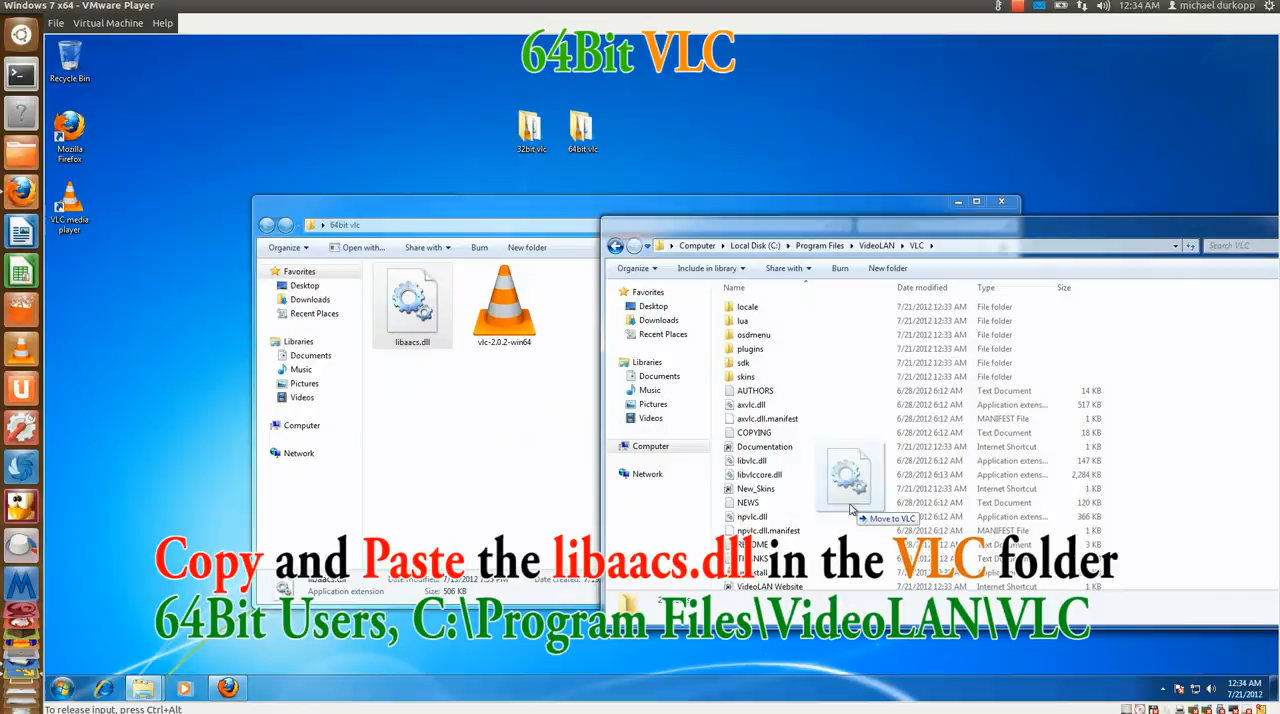 Windows 7 x64 - VMware Player
12:34 AM
michael durkopp
File Virtual Machine Help
64Bit VLC
Recycle Bin
Mozilla
Firefox
VLC media
player
32bit vlc
64bit vlc
64bit vlc
Organize
Open with...
Share with
Burn
New folder
Favorites
Desktop
Downloads
Recent Places
Libraries
Documents
Music
Pictures
Videos
Computer
Network
libaacs.dll
vlc-2.0.2-win64
Computer Local Disk (C:) Program Files VideoLAN VLC
Search VLC
Organize
Include in library
Share with
Burn
New folder
Favorites
Desktop
Downloads
Recent Places
Libraries
Documents
Music
Pictures
Videos
Computer
Network
Name Date modified Type Size
locale 7/21/2012 12:33 AM File folder
lua 7/21/2012 12:33 AM File folder
osdmenu 7/21/2012 12:33 AM File folder
plugins 7/21/2012 12:33 AM File folder
sdk 7/21/2012 12:33 AM File folder
skins 7/21/2012 12:33 AM File folder
AUTHORS 6/28/2012 6:12 AM Text Document 14 KB
axvlc.dll 6/28/2012 6:12 AM Application extens... 517 KB
axvlc.dll.manifest 6/28/2012 6:12 AM MANIFEST File 1 KB
COPYING 6/28/2012 6:12 AM Text Document 18 KB
Documentation 7/21/2012 12:33 AM Internet Shortcut 1 KB
libvlc.dll 6/28/2012 6:12 AM Application extens... 147 KB
libvlccore.dll 6/28/2012 6:13 AM Application extens... 2,284 KB
New_Skins 7/21/2012 12:33 AM Internet Shortcut 1 KB
NEWS 6/28/2012 6:12 AM Text Document 120 KB
npvlc.dll 6/28/2012 6:12 AM Application extens... 366 KB
Move to VLC
npvlc.dll.manifest 6/28/2012 6:12 AM MANIFEST File 1 KB
VideoLAN Website
Copy and Paste the libaacs.dll in the VLC folder
Application extension Size: 506 KB
64Bit Users, C:\Program Files\VideoLAN\VLC
12:34 AM
7/21/2012
To release input, press Ctrl+Alt